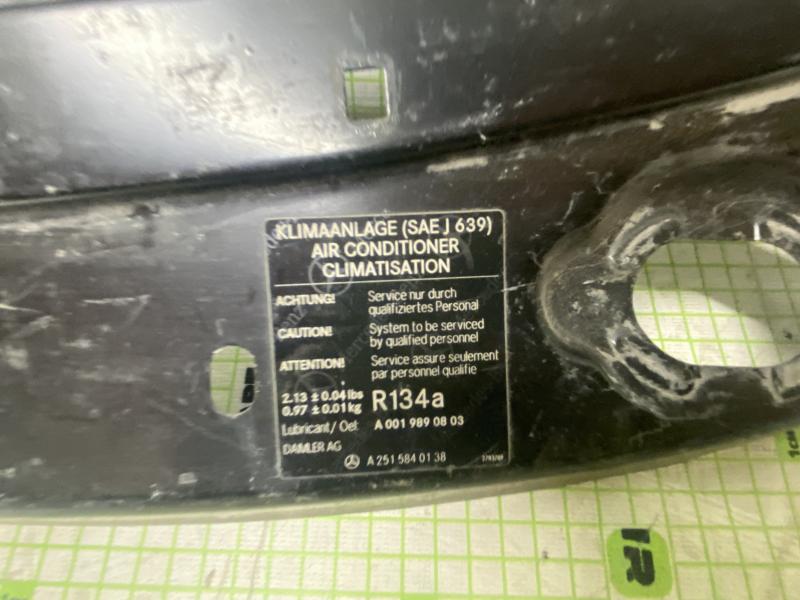 KLIMAANLAGE (SAE J 639)
AIR CONDITIONER
CLIMATISATION
ACHTUNG! Service nur durch
qualifiziertes Personal
CAUTION! System to be serviced
by qualified personnel
ATTENTION! Service assure seulement
par personnel qualifie
2.13 ± 0.04 lbs
0.97 ± 0.01 kg R134a
Lubricant / Oel: A 001 989 08 03
DAIMLER AG
A 251 584 01 38
1R
1CM